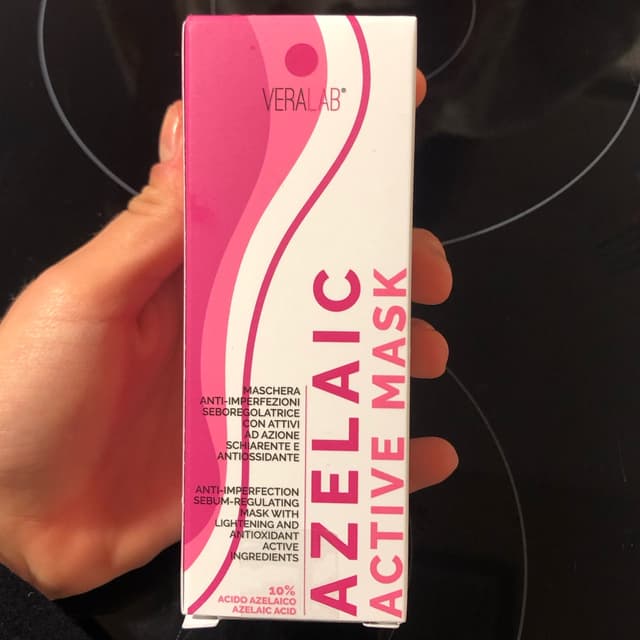 VERALAB®
MASCHERA
ANTI-IMPERFEZIONI
SEBOREGOLATRICE
CON ATTIVI
AD AZIONE
SCHIARENTE E
ANTIOSSIDANTE
ANTI-IMPERFECTION
SEBUM-REGULATING
MASK WITH
LIGHTENING AND
ANTIOXIDANT
ACTIVE
INGREDIENTS
10%
ACIDO AZELAICO
AZELAIC ACID
AZELAIC
ACTIVE MASK